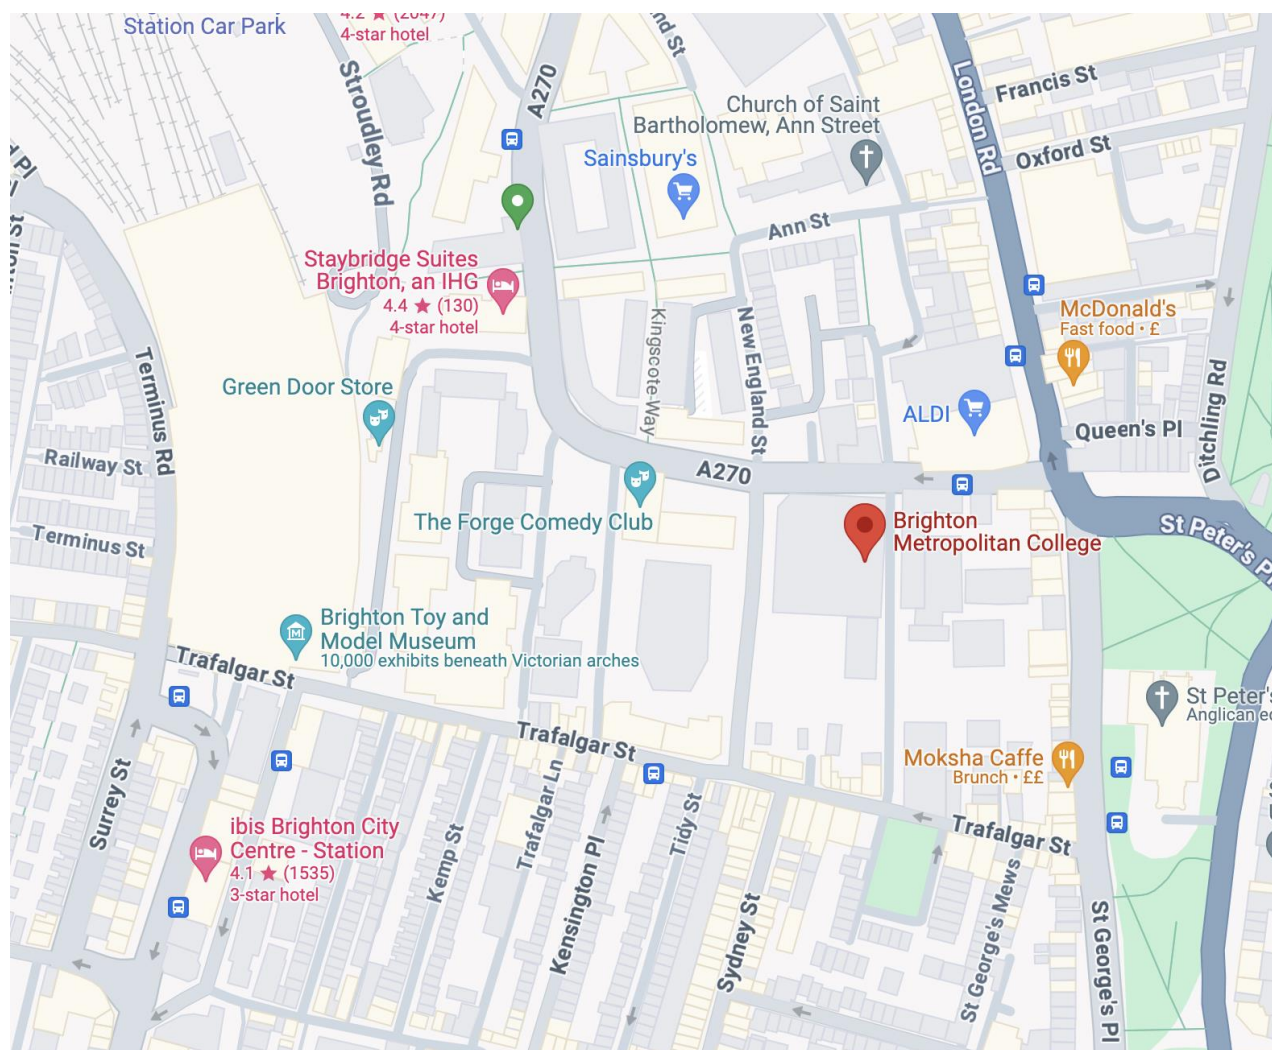 Station Car Park
4.2 ★ (2047)
4-star hotel
Stroudley Rd
A270
nd St
London Rd
Francis St
Church of Saint
Bartholomew, Ann Street
Oxford St
Sainsbury's
d Pl
Ann St
Staybridge Suites
Brighton, an IHG
4.4 ★ (130)
4-star hotel
McDonald's
Fast food · £
Kingscote Way
New England St
Terminus Rd
Green Door Store
Ditchling Rd
ALDI
Queen's Pl
Railway St
A270
The Forge Comedy Club
Brighton
Metropolitan College
St Peter's Pl
Terminus St
Brighton Toy and
Model Museum
10,000 exhibits beneath Victorian arches
Trafalgar St
St Peter's
Anglican
Trafalgar St
Moksha Caffe
Brunch · ££
Surrey St
Trafalgar Ln
Tidy St
ibis Brighton City
Centre - Station
4.1 ★ (1535)
3-star hotel
Kemp St
Kensington Pl
Trafalgar St
Sydney St
St George's Mews
St George's Pl